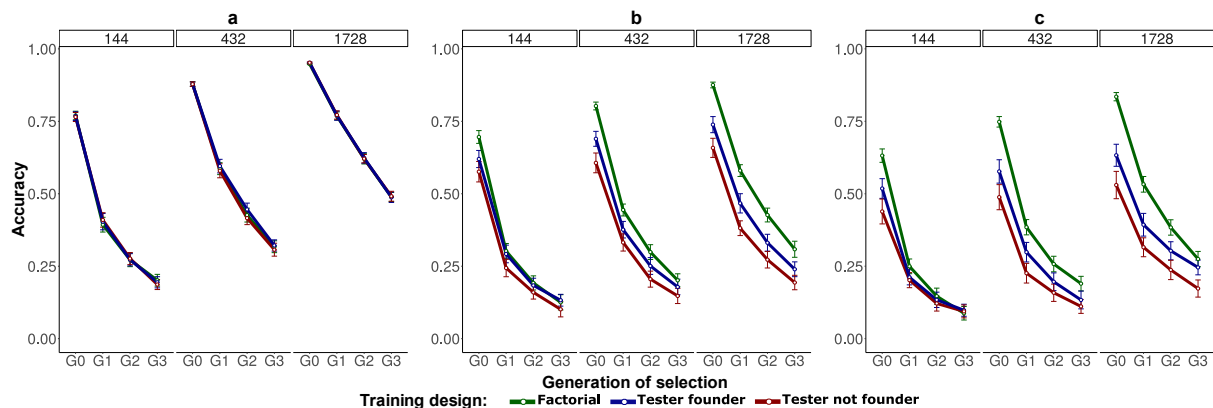 a b c
144 432 1728 144 432 1728 144 432 1728
1.00 1.00 1.00
0.75 0.75 0.75
0.50 0.50 0.50
0.25 0.25 0.25
0.00 0.00 0.00
Accuracy
G0 G1 G2 G3 G0 G1 G2 G3 G0 G1 G2 G3 G0 G1 G2 G3 G0 G1 G2 G3 G0 G1 G2 G3 G0 G1 G2 G3 G0 G1 G2 G3 G0 G1 G2 G3
Generation of selection
Training design: Factorial Tester founder Tester not founder